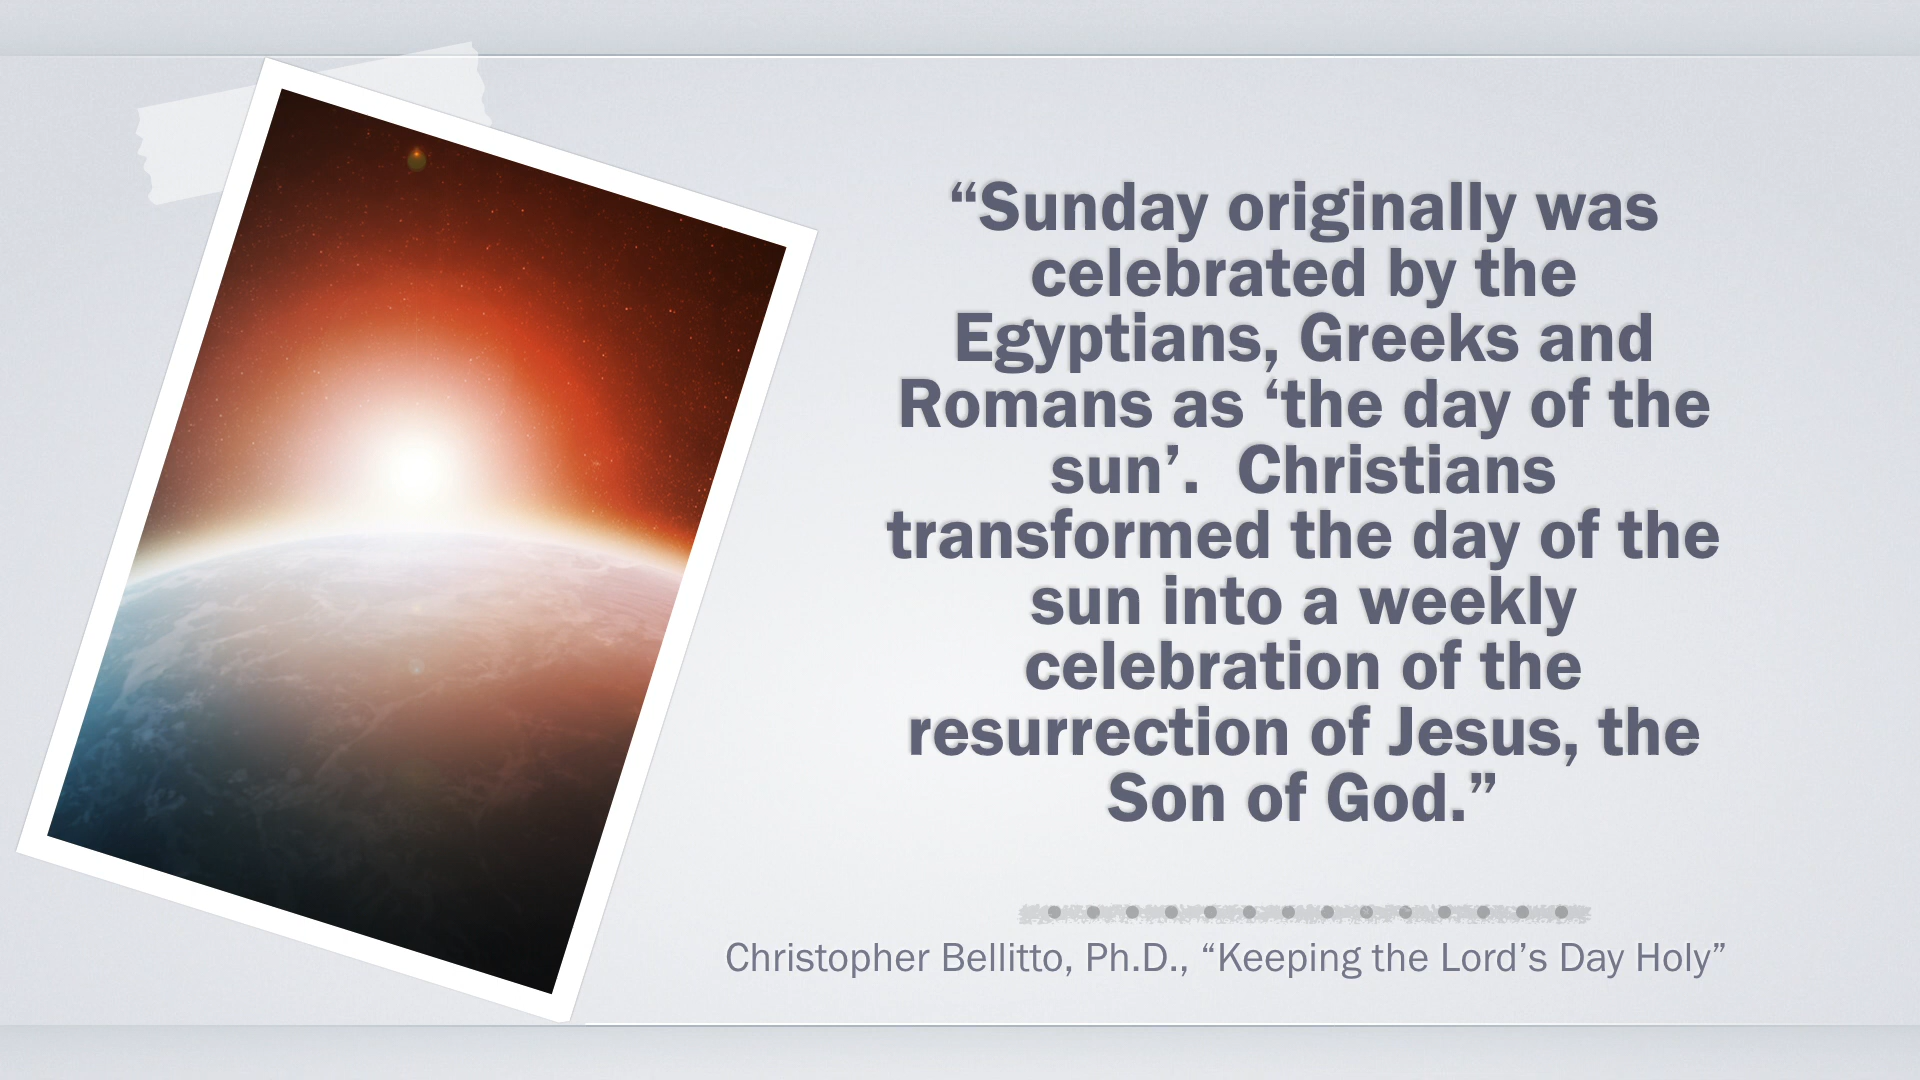 “Sunday originally was
celebrated by the
Egyptians, Greeks and
Romans as ‘the day of the
sun’.  Christians
transformed the day of the
sun into a weekly
celebration of the
resurrection of Jesus, the
Son of God.”
Christopher Bellitto, Ph.D., “Keeping the Lord’s Day Holy”